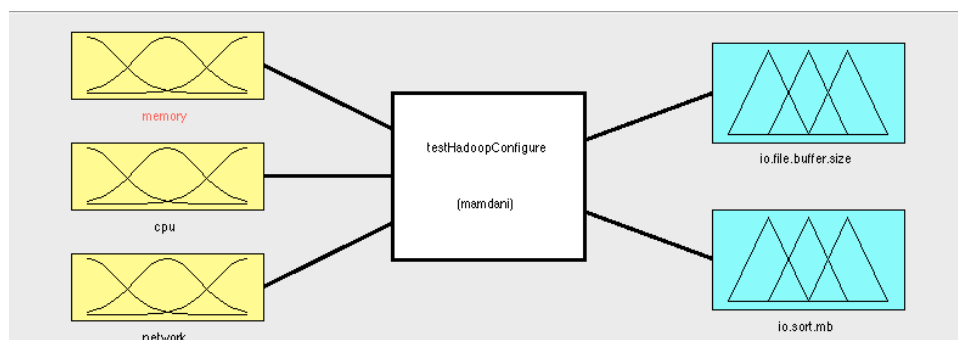 memory
cpu
network
testHadoopConfigure
(mamdani)
io.file.buffer.size
io.sort.mb